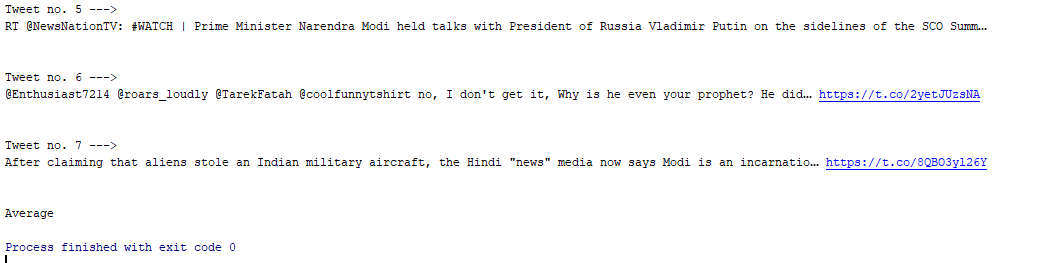 Tweet no. 5 --->
RT @NewsNationTV: #WATCH | Prime Minister Narendra Modi held talks with President of Russia Vladimir Putin on the sidelines of the SCO Summ…
Tweet no. 6 --->
@Enthusiast7214 @roars_loudly @TarekFatah @coolfunnytshirt no, I don't get it, Why is he even your prophet? He did… https://t.co/2yetJUzsNA
Tweet no. 7 --->
After claiming that aliens stole an Indian military aircraft, the Hindi "news" media now says Modi is an incarnatio… https://t.co/8QBO3yl26Y
Average
Process finished with exit code 0